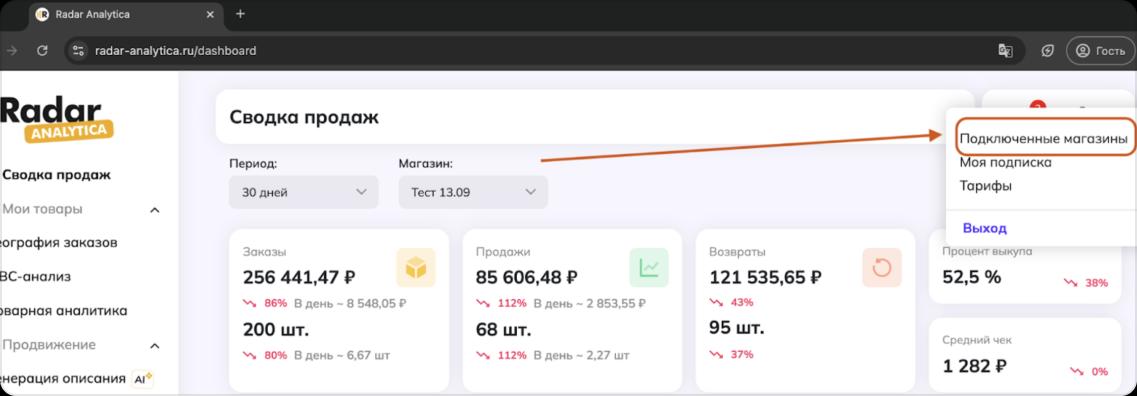 Radar Analytica
radar-analytica.ru/dashboard
Гость
Radar
ANALYTICA
Сводка продаж
Подключенные магазины
Моя подписка
Тарифы
Выход
Период:
Магазин:
30 дней
Тест 13.09
Сводка продаж
Мои товары
еография заказов
ВС-анализ
оварная аналитика
Продвижение
енерация описания AI
Заказы
256 441,47 ₽
86% В день ~ 8 548,05 ₽
200 шт.
80% В день ~ 6,67 шт
Продажи
85 606,48 ₽
112% В день ~ 2 853,55 ₽
68 шт.
112% В день ~ 2,27 шт
Возвраты
121 535,65 ₽
43%
95 шт.
37%
Процент выкупа
52,5 %
38%
Средний чек
1 282 ₽
0%